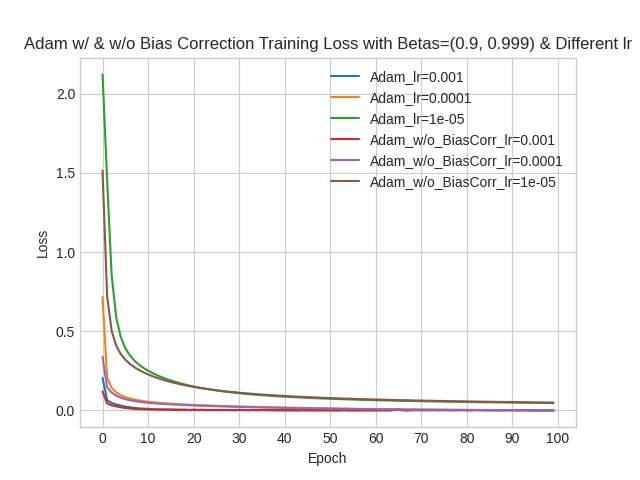 Adam w/ & w/o Bias Correction Training Loss with Betas=(0.9, 0.999) & Different lr
Adam_lr=0.001
Adam_lr=0.0001
Adam_lr=1e-05
Adam_w/o_BiasCorr_lr=0.001
Adam_w/o_BiasCorr_lr=0.0001
Adam_w/o_BiasCorr_lr=1e-05
2.0
1.5
1.0
0.5
0.0
Loss
0 10 20 30 40 50 60 70 80 90 100
Epoch